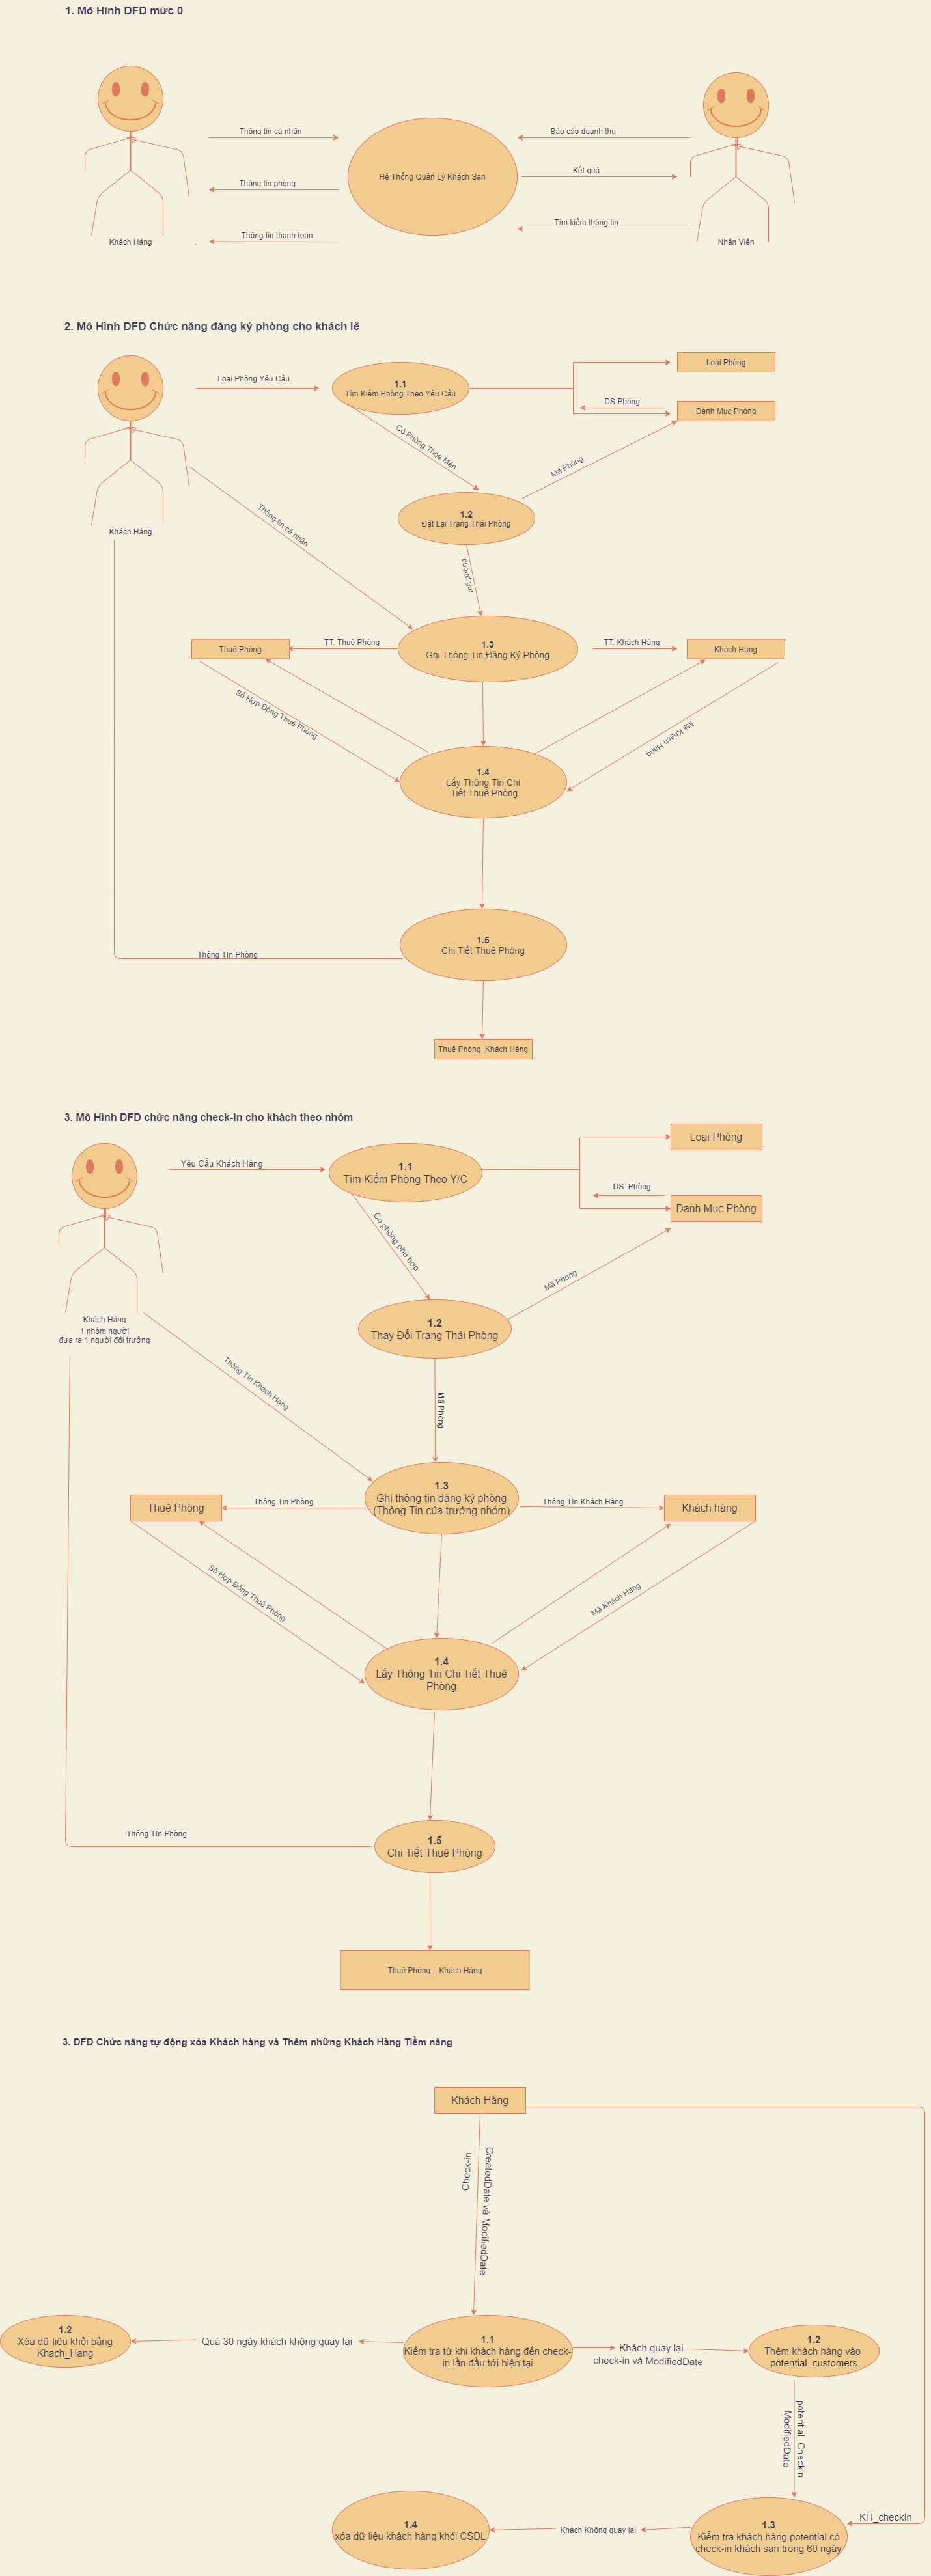 1. Mô Hình DFD mức 0
Thông tin cá nhân
Báo cáo doanh thu
Hệ Thống Quản Lý Khách Sạn
Kết quả
Thông tin phòng
Tìm kiếm thông tin
Thông tin thanh toán
Khách Hàng
Nhân Viên
2. Mô Hình DFD Chức năng đăng ký phòng cho khách lẽ
Loại Phòng Yêu Cầu
1.1
Tìm Kiếm Phòng Theo Yêu Cầu
Loại Phòng
DS Phòng
Danh Mục Phòng
Có Phòng Thỏa Mãn
Mã Phòng
1.2
Đặt Lại Trạng Thái Phòng
Khách Hàng
Thông tin cá nhân
mã phòng
1.3
Ghi Thông Tin Đăng Ký Phòng
Thuê Phòng
TT. Thuê Phòng
TT. Khách Hàng
Khách Hàng
Số Hợp Đồng Thuê Phòng
Mã Khách Hàng
1.4
Lấy Thông Tin Chi
Tiết Thuê Phòng
1.5
Chi Tiết Thuê Phòng
Thông Tin Phòng
Thuê Phòng_Khách Hàng
3. Mô Hình DFD chức năng check-in cho khách theo nhóm
Yêu Cầu Khách Hàng
1.1
Tìm Kiếm Phòng Theo Y/C
Loại Phòng
DS. Phòng
Danh Mục Phòng
Có phòng phù hợp
Mã Phòng
1.2
Thay Đổi Trạng Thái Phòng
Khách Hàng
1 nhóm người
đưa ra 1 người đội trưởng
Thông Tin Khách Hàng
Mã Phòng
1.3
Ghi thông tin đăng ký phòng
(Thông Tin của trưởng nhóm)
Thuê Phòng
Thông Tin Phòng
Thông Tin Khách Hàng
Khách hàng
Số Hợp Đồng Thuê Phòng
Mã Khách Hàng
1.4
Lấy Thông Tin Chi Tiết Thuê
Phòng
Thông Tin Phòng
1.5
Chi Tiết Thuê Phòng
Thuê Phòng _ Khách Hàng
3. DFD Chức năng tự động xóa Khách hàng và Thêm những Khách Hàng Tiềm năng
Khách Hàng
Check-in
CreatedDate và ModifiedDate
1.2
Xóa dữ liệu khỏi bảng
Khach_Hang
Quá 30 ngày khách không quay lại
1.1
Kiểm tra từ khi khách hàng đến check-
in lần đầu tới hiện tại
Khách quay lại
check-in và ModifiedDate
1.2
Thêm khách hàng vào
potential_customers
potential_CheckIn
ModifiedDate
KH_checkIn
1.3
Kiểm tra khách hàng potential có
check-in khách sạn trong 60 ngày
Khách Không quay lại
1.4
xóa dữ liệu khách hàng khỏi CSDL